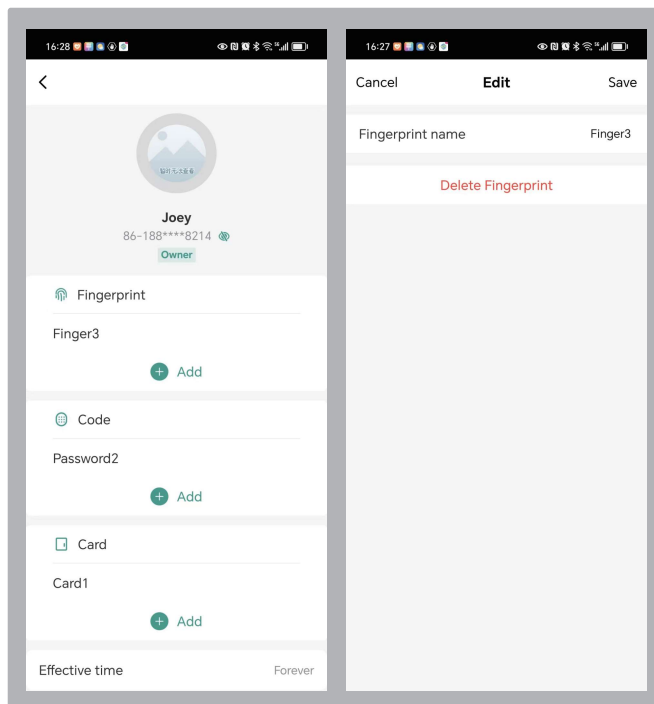 16:28
Joey
86-188****8214
Owner
Fingerprint
Finger3
Add
Code
Password2
Add
Card
Card1
Add
Effective time Forever
16:27
Cancel Edit Save
Fingerprint name Finger3
Delete Fingerprint